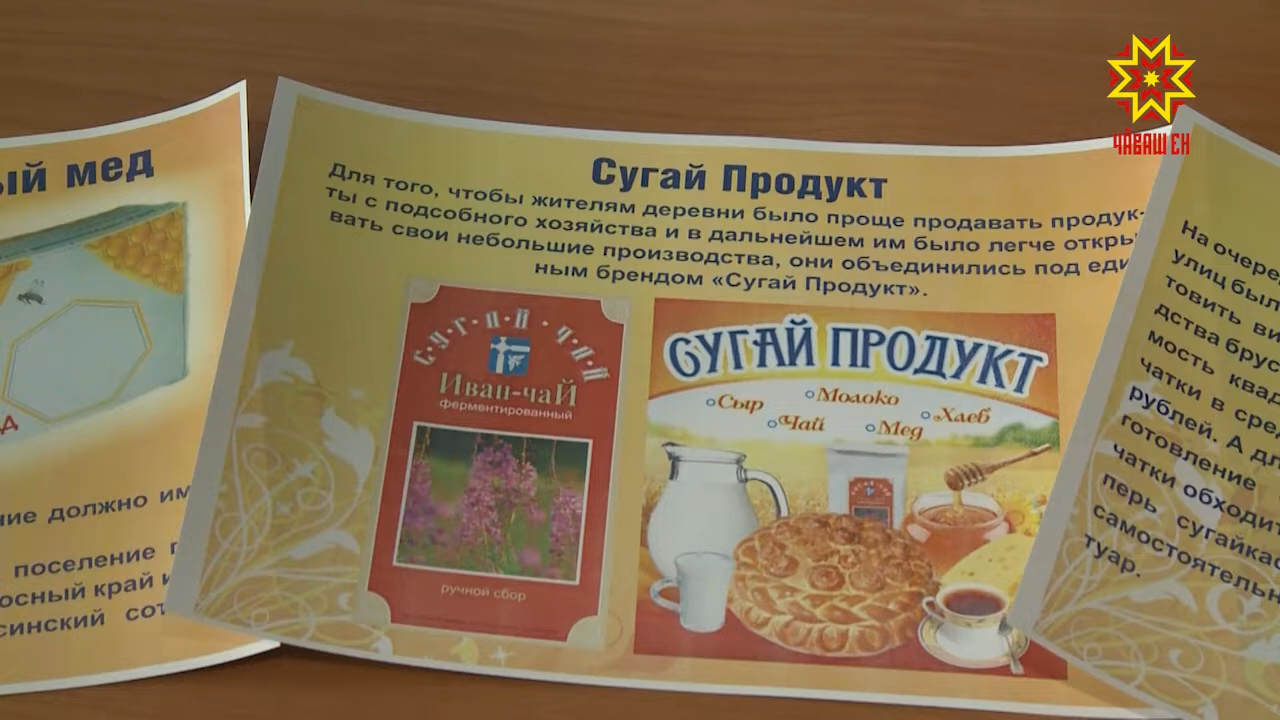 ЧӐВАШ ЕН
ый мед
ние должно им
поселение
осный край и
синский сот
Сугай Продукт
Для того, чтобы жителям деревни было проще продавать продук-
ты с подсобного хозяйства и в дальнейшем им было легче откры
вать свои небольшие производства, они объединились под еди
ным брендом «Сугай Продукт».
С·У·Г·А·Й · Ч·А·Й
Иван-чаЙ
ферментированный
ручной сбор
СУГАЙ ПРОДУКТ
Сыр Молоко Хлеб
Чай Мед
На очере
улиц был
товить ви
дства брус
мость квад
чатки в сред
рублей. А дл
готовление
чатки обходит
перь сугайка
самостоятельн
туар.